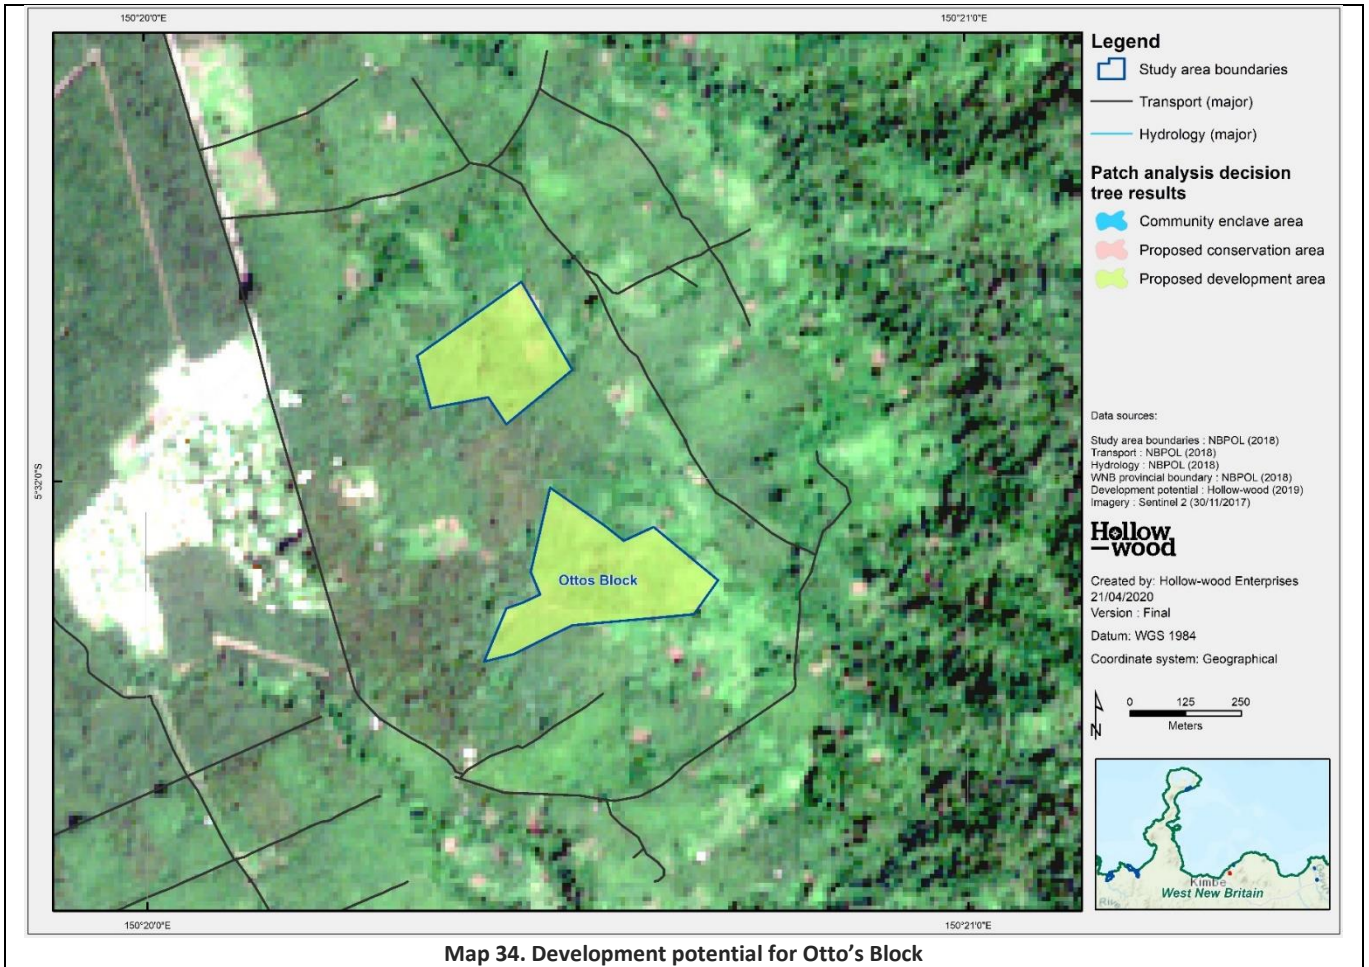 150°20'0"E
150°21'0"E
5°32'0"S
Ottos Block
150°20'0"E
150°21'0"E
Legend
Study area boundaries
Transport (major)
Hydrology (major)
Patch analysis decision
tree results
Community enclave area
Proposed conservation area
Proposed development area
Data sources:
Study area boundaries : NBPOL (2018)
Transport : NBPOL (2018)
Hydrology : NBPOL (2018)
WNB provincial boundary : NBPOL (2018)
Development potential : Hollow-wood (2019)
Imagery : Sentinel 2 (30/11/2017)
Hollow
-wood
Created by: Hollow-wood Enterprises
21/04/2020
Version : Final
Datum: WGS 1984
Coordinate system: Geographical
N
0 125 250
Meters
Kimbe
West New Britain
Map 34. Development potential for Otto’s Block